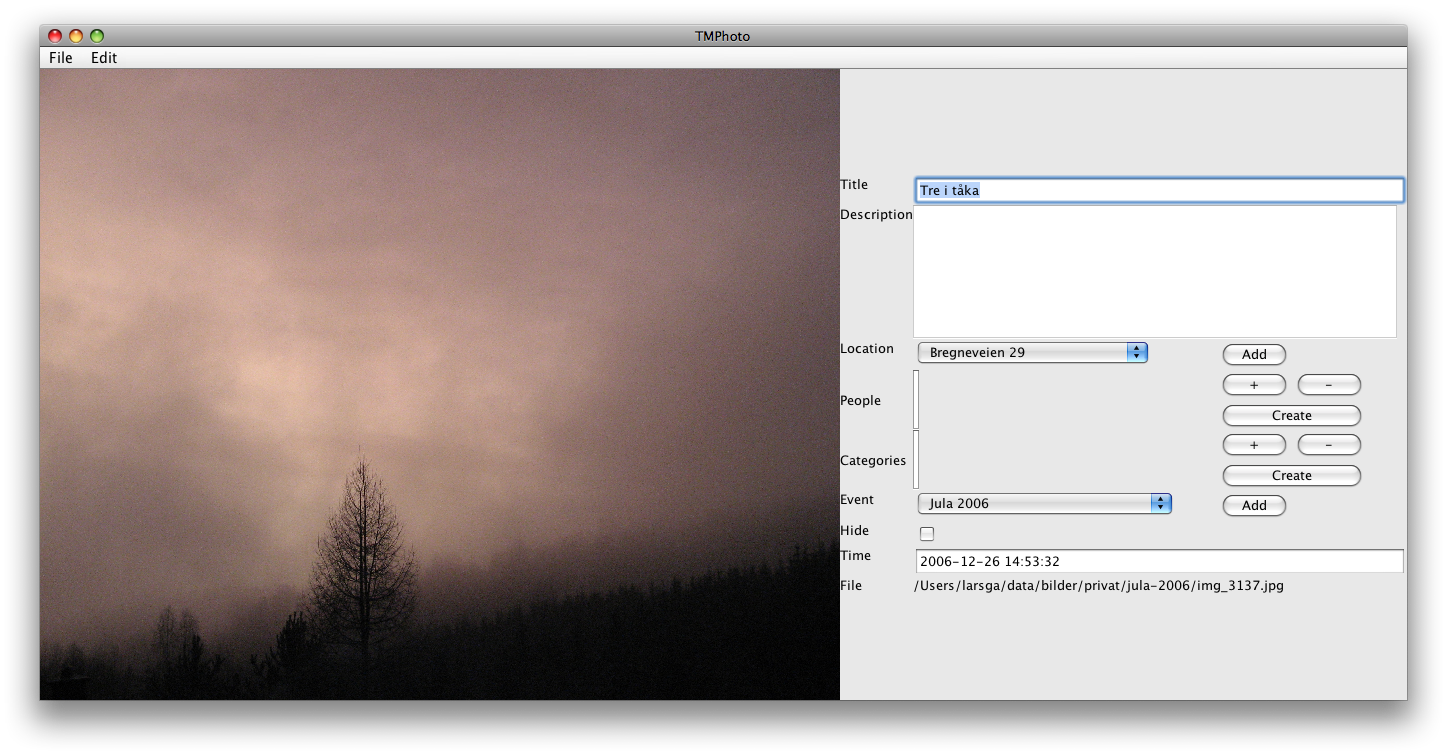 TMPhoto
File Edit
Title Tre i tåka
Description
Location Bregneveien 29 Add
+ -
People
Create
+ -
Categories
Create
Event Jula 2006 Add
Hide
Time 2006-12-26 14:53:32
File /Users/larsga/data/bilder/privat/jula-2006/img_3137.jpg